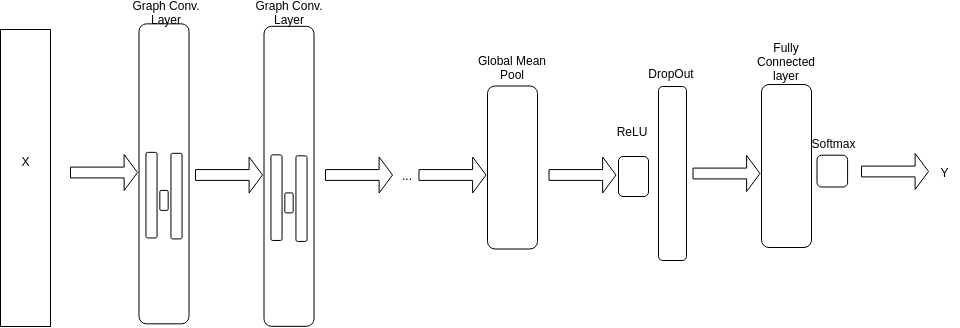 Graph Conv.
Layer
Graph Conv.
Layer
X
...
Global Mean
Pool
ReLU
DropOut
Fully
Connected
layer
Softmax
Y